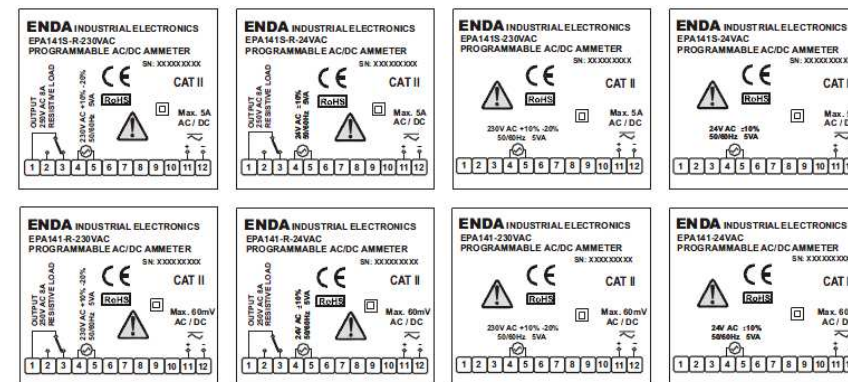 ENDA INDUSTRIAL ELECTRONICS
EPA141S-R-230VAC
PROGRAMMABLE AC/DC AMMETER
SN: XXXXXXXXX
OUTPUT
250V AC 8A
RESISTIVE LOAD
230V AC +10% -20%
50/60Hz 5VA
CE
RoHS
CAT II
Max. 5A
AC / DC
1 2 3 4 5 6 7 8 9 10 11 12
ENDA INDUSTRIAL ELECTRONICS
EPA141S-R-24VAC
PROGRAMMABLE AC/DC AMMETER
SN: XXXXXXXXX
OUTPUT
250V AC 8A
RESISTIVE LOAD
24V AC ±10%
50/60Hz 5VA
CE
RoHS
CAT II
Max. 5A
AC / DC
1 2 3 4 5 6 7 8 9 10 11 12
ENDA INDUSTRIAL ELECTRONICS
EPA141S-230VAC
PROGRAMMABLE AC/DC AMMETER
SN: XXXXXXXXX
CE
RoHS
CAT II
Max. 5A
AC / DC
230V AC +10% -20%
50/60Hz 5VA
1 2 3 4 5 6 7 8 9 10 11 12
ENDA INDUSTRIAL ELECTRONICS
EPA141S-24VAC
PROGRAMMABLE AC/DC AMMETER
SN: XXXXXXX
CE
RoHS
CAT
Max.
AC / D
24V AC ±10%
50/60Hz 5VA
1 2 3 4 5 6 7 8 9 10 11
ENDA INDUSTRIAL ELECTRONICS
EPA141-R-230VAC
PROGRAMMABLE AC/DC AMMETER
SN: XXXXXXXXX
OUTPUT
250V AC 8A
RESISTIVE LOAD
230V AC +10% -20%
50/60Hz 5VA
CE
RoHS
CAT II
Max. 60mV
AC / DC
1 2 3 4 5 6 7 8 9 10 11 12
ENDA INDUSTRIAL ELECTRONICS
EPA141-R-24VAC
PROGRAMMABLE AC/DC AMMETER
SN: XXXXXXXXX
OUTPUT
250V AC 8A
RESISTIVE LOAD
24V AC ±10%
50/60Hz 5VA
CE
RoHS
CAT II
Max. 60mV
AC / DC
1 2 3 4 5 6 7 8 9 10 11 12
ENDA INDUSTRIAL ELECTRONICS
EPA141-230VAC
PROGRAMMABLE AC/DC AMMETER
SN: XXXXXXXXX
CE
RoHS
CAT II
Max. 60mV
AC / DC
230V AC +10% -20%
50/60Hz 5VA
1 2 3 4 5 6 7 8 9 10 11 12
ENDA INDUSTRIAL ELECTRONICS
EPA141-24VAC
PROGRAMMABLE AC/DC AMMETER
SN: XXXXXXX
CE
RoHS
CAT
Max. 60
AC / D
24V AC ±10%
50/60Hz 5VA
1 2 3 4 5 6 7 8 9 10 11